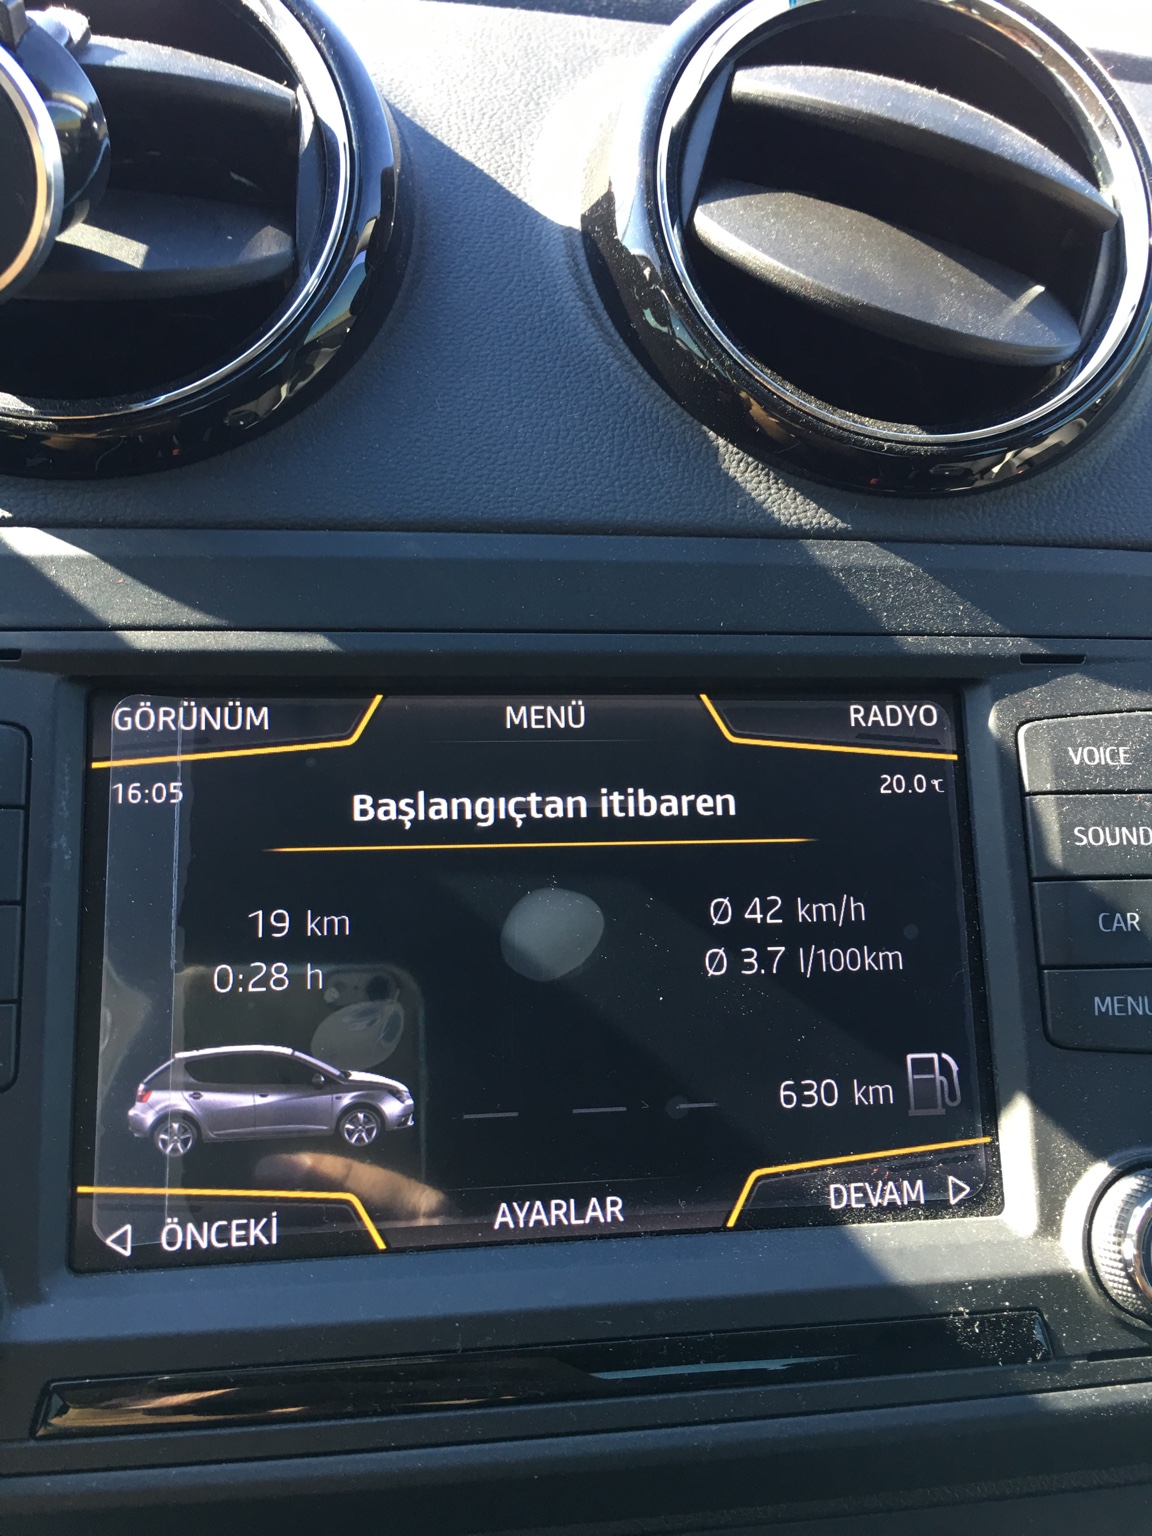 GÖRÜNÜM
MENÜ
RADYO
16:05
20.0 °C
Başlangıçtan itibaren
19 km
0:28 h
Ø 42 km/h
Ø 3.7 l/100km
630 km
ÖNCEKİ
AYARLAR
DEVAM
VOICE
SOUND
CAR
MENU